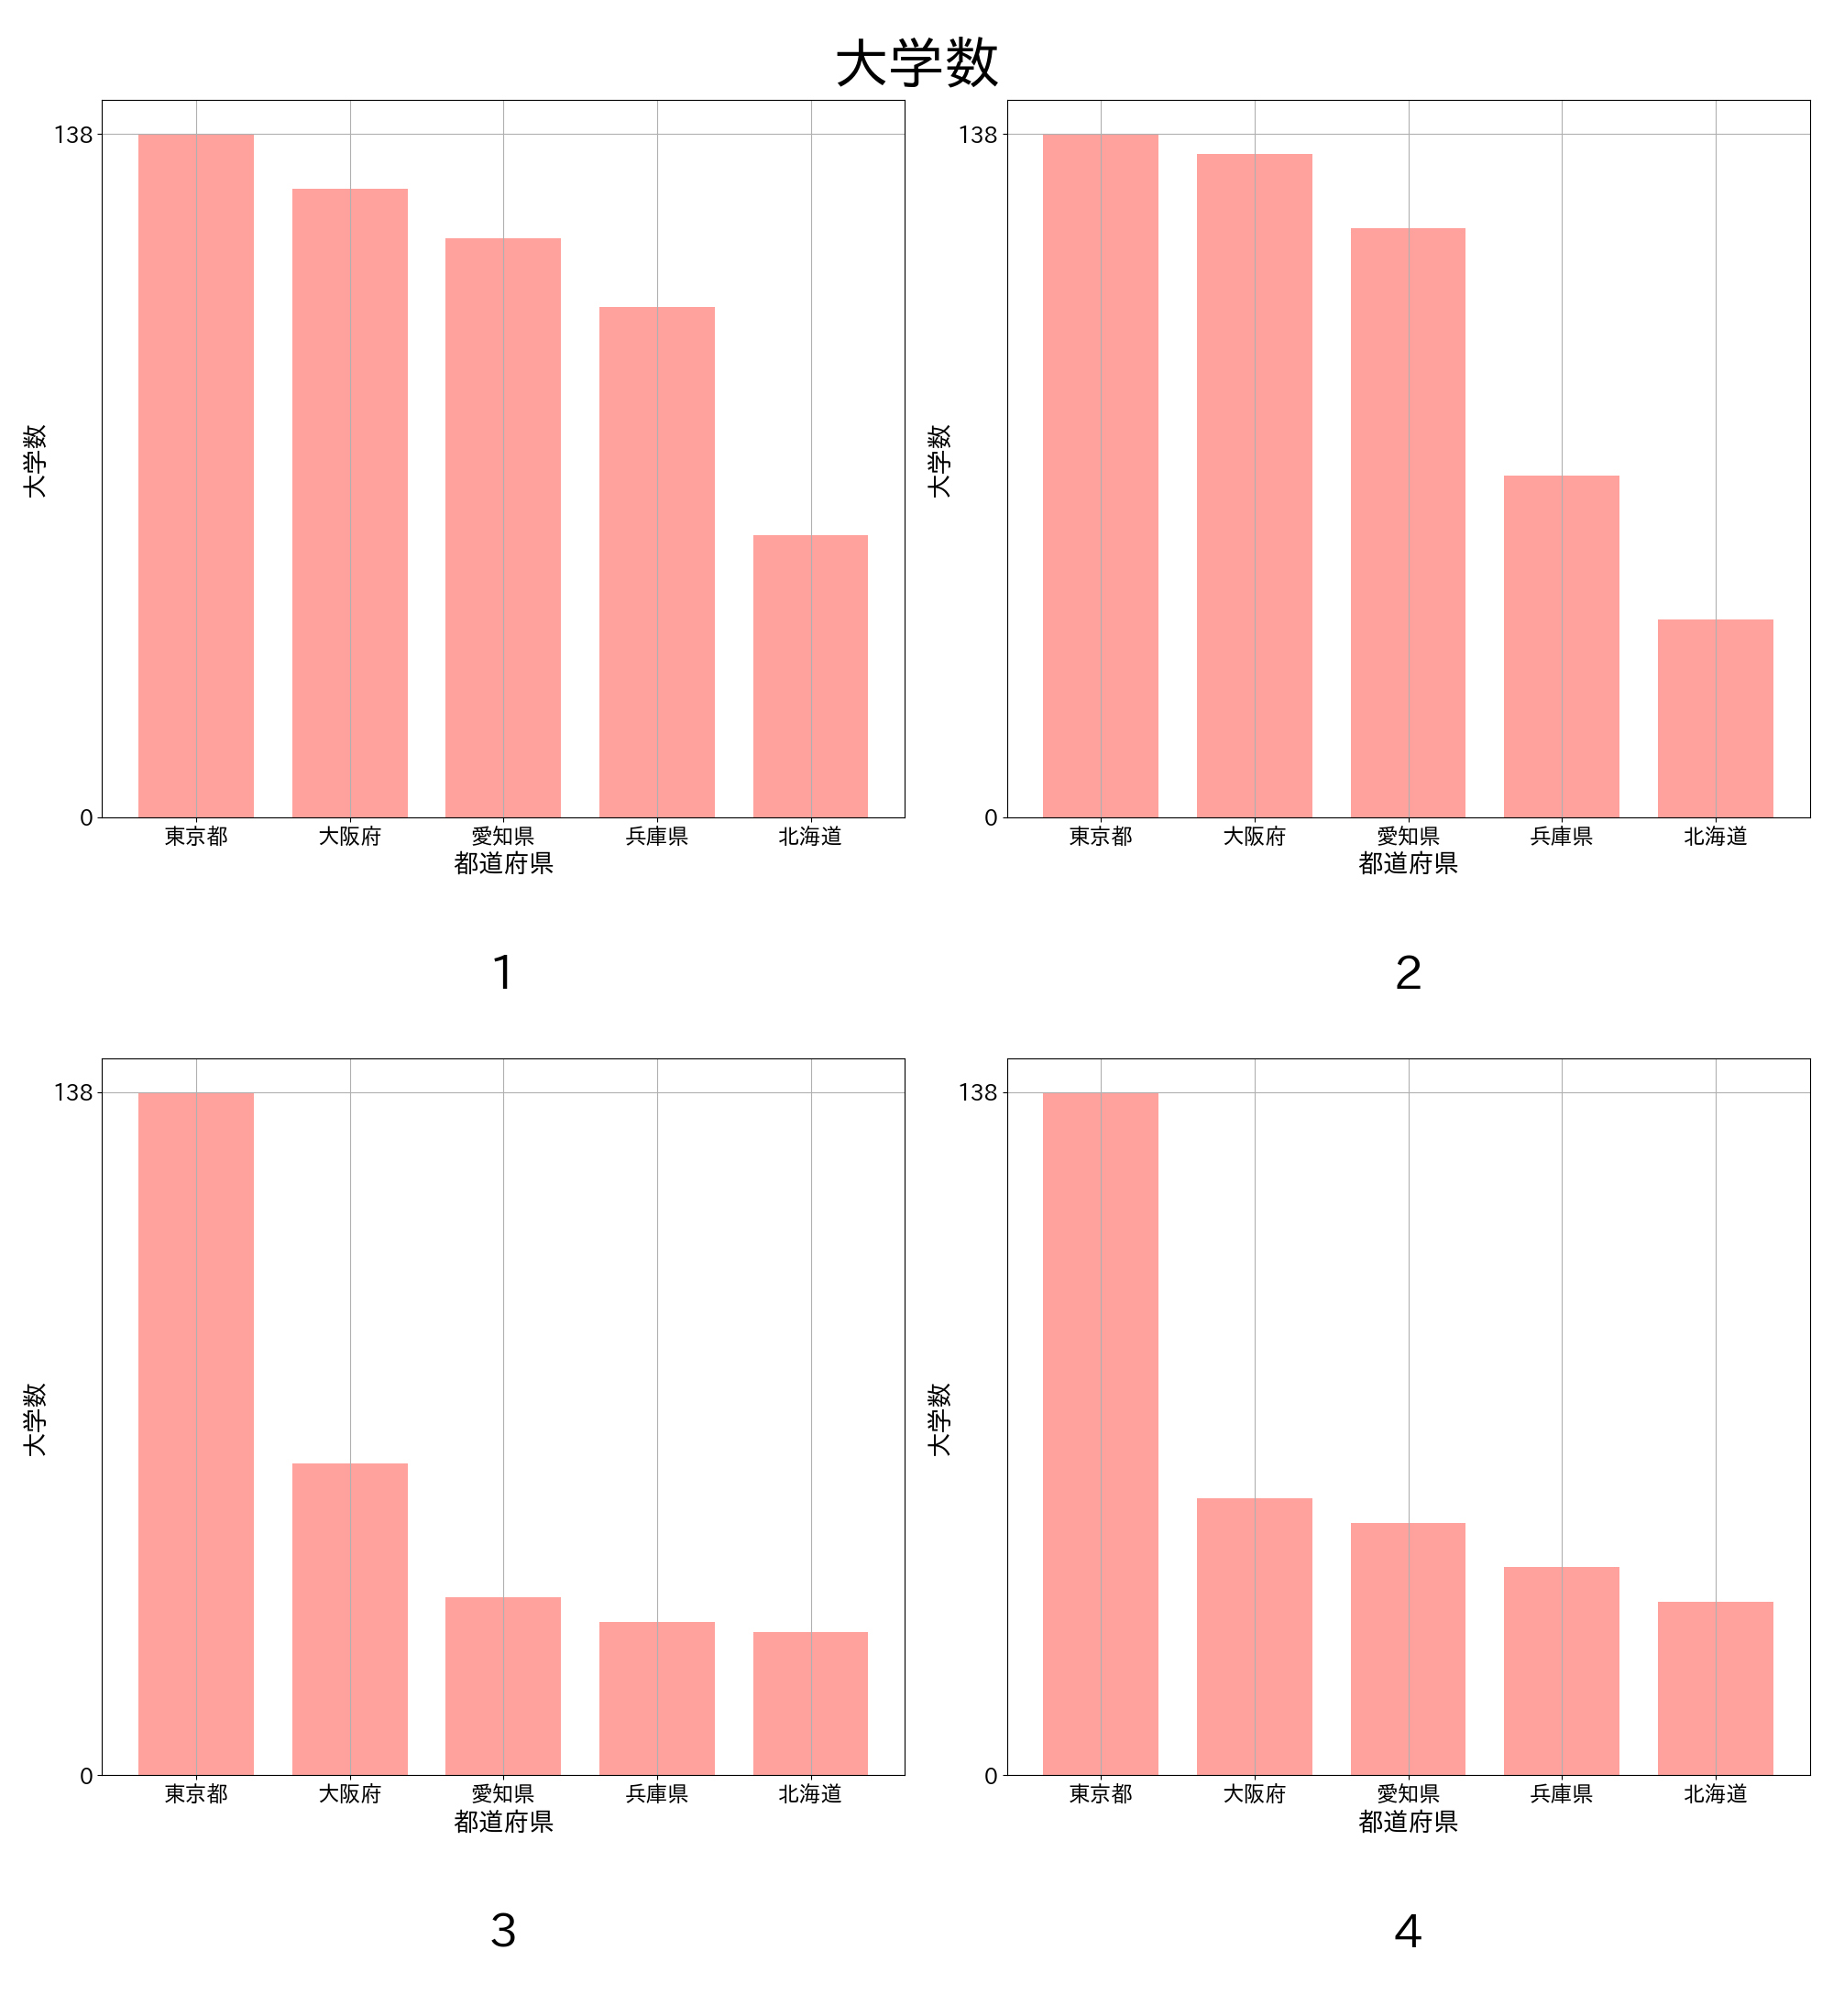 大学数
138
0
大学数
東京都 大阪府 愛知県 兵庫県 北海道
都道府県
1
138
0
大学数
東京都 大阪府 愛知県 兵庫県 北海道
都道府県
2
138
0
大学数
東京都 大阪府 愛知県 兵庫県 北海道
都道府県
3
138
0
大学数
東京都 大阪府 愛知県 兵庫県 北海道
都道府県
4